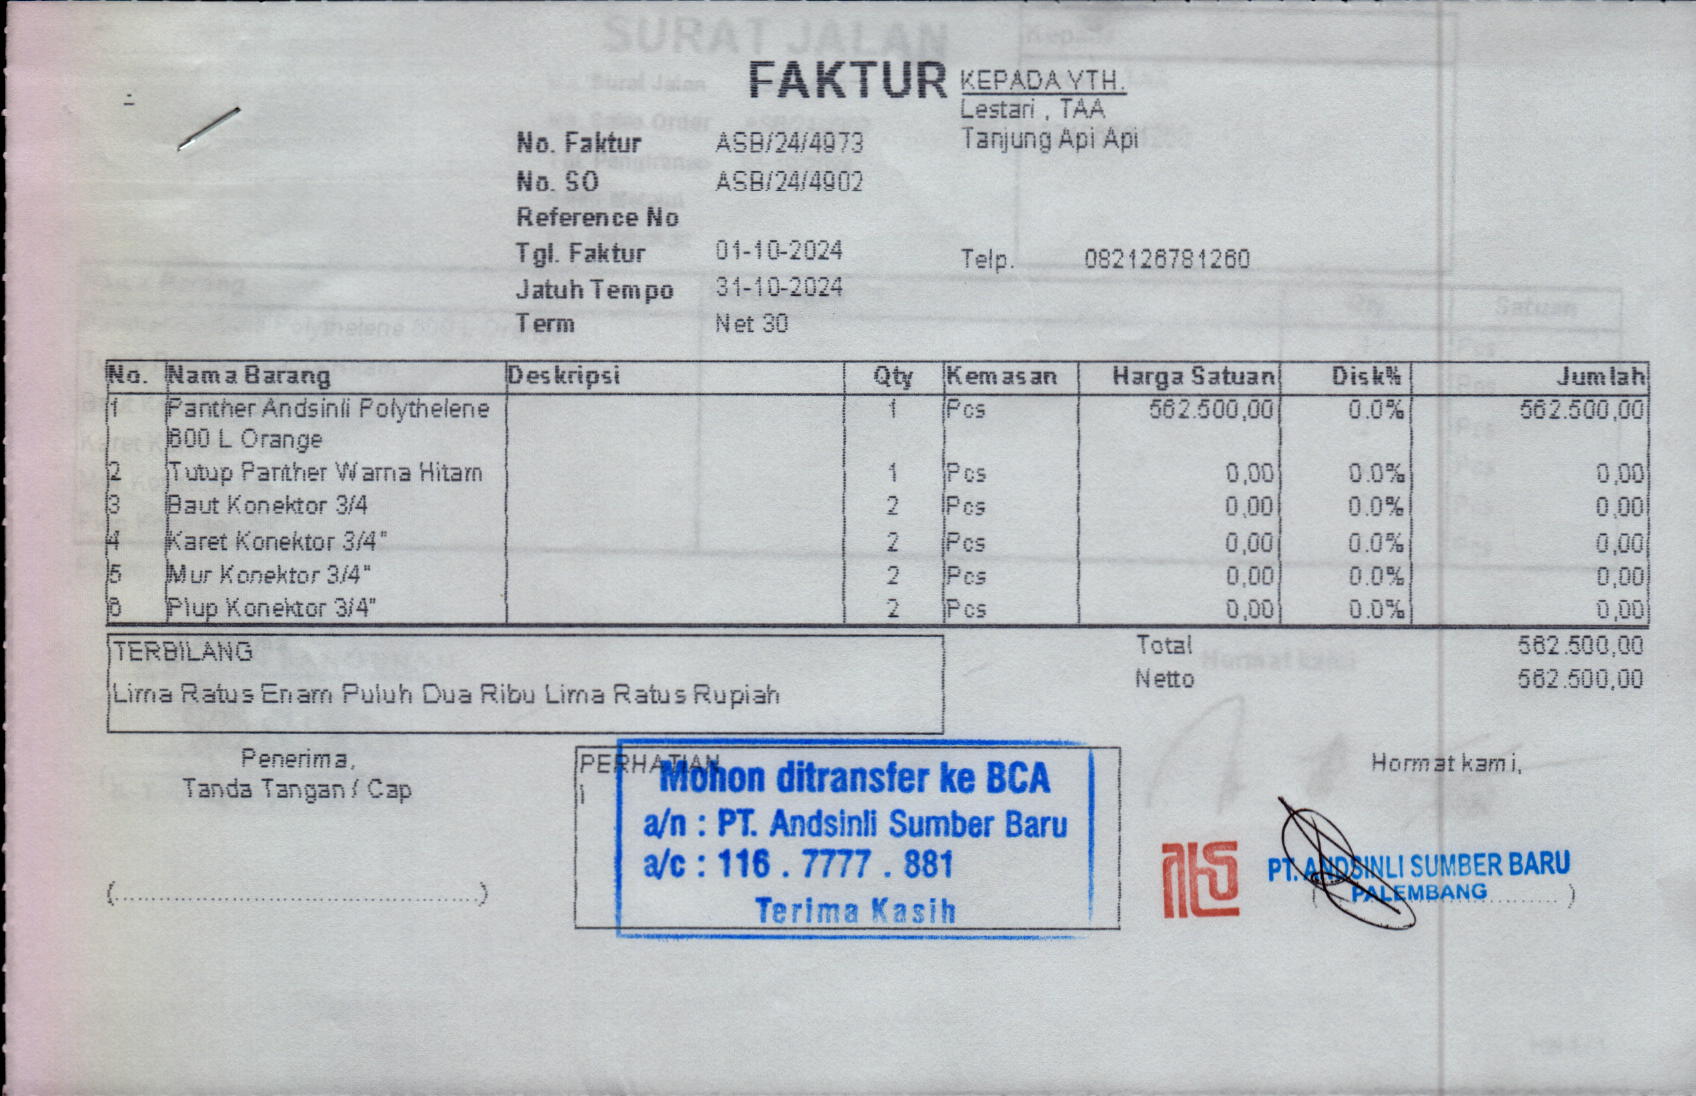 FAKTUR
KEPADA YTH.
Lestari , TAA
Tanjung Api Api
No. Faktur ASB/24/4973
No. SO ASB/24/4902
Reference No
Tgl. Faktur 01-10-2024
Telp. 082126781260
Jatuh Tempo 31-10-2024
Term Net 30
No. Nama Barang Deskripsi Qty Kemasan Harga Satuan Disk% Jumlah
1 Panther Andsinli Polythelene 1 Pcs 562.500,00 0.0% 562.500,00
600 L Orange
2 Tutup Panther Warna Hitam 1 Pcs 0,00 0.0% 0,00
3 Baut Konektor 3/4 2 Pcs 0,00 0.0% 0,00
4 Karet Konektor 3/4" 2 Pcs 0,00 0.0% 0,00
5 Mur Konektor 3/4" 2 Pcs 0,00 0.0% 0,00
6 Plup Konektor 3/4" 2 Pcs 0,00 0.0% 0,00
TERBILANG
Lima Ratus Enam Puluh Dua Ribu Lima Ratus Rupiah
Total 562.500,00
Netto 562.500,00
Penerima,
Tanda Tangan / Cap
(................................................)
PERHATIAN
Mohon ditransfer ke BCA
a/n : PT. Andsinli Sumber Baru
a/c : 116 . 7777 . 881
Terima Kasih
Hormat kami,
PT. ANDSINLI SUMBER BARU
PALEMBANG
SURAT JALAN
Kepada
Satuan
Hormat kami